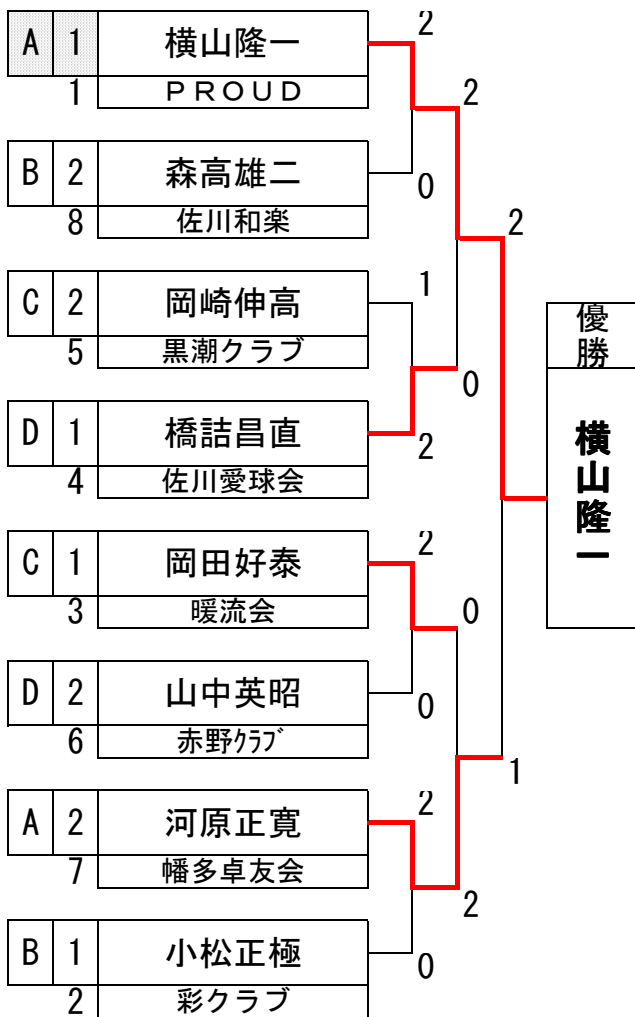 A 1 横山隆一 2
1 ＰＲＯＵＤ 2
B 2 森高雄二 0
8 佐川和楽 2
C 2 岡崎伸高 1
5 黒潮クラブ 0
D 1 橋詰昌直 2
4 佐川愛球会
C 1 岡田好泰 2
3 暖流会 0
D 2 山中英昭 0
6 赤野ｸﾗﾌﾞ 1
A 2 河原正寛 2
7 幡多卓友会 2
B 1 小松正極 0
2 彩クラブ
優勝
横山隆一